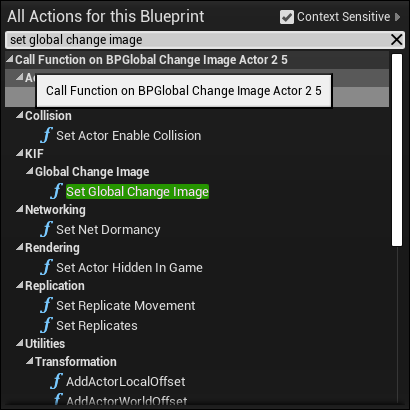 All Actions for this Blueprint
Context Sensitive
set global change image
Call Function on BPGlobal Change Image Actor 2 5
Ac
Call Function on BPGlobal Change Image Actor 2 5
Collision
Set Actor Enable Collision
KIF
Global Change Image
Set Global Change Image
Networking
Set Net Dormancy
Rendering
Set Actor Hidden In Game
Replication
Set Replicate Movement
Set Replicates
Utilities
Transformation
AddActorLocalOffset
AddActorWorldOffset